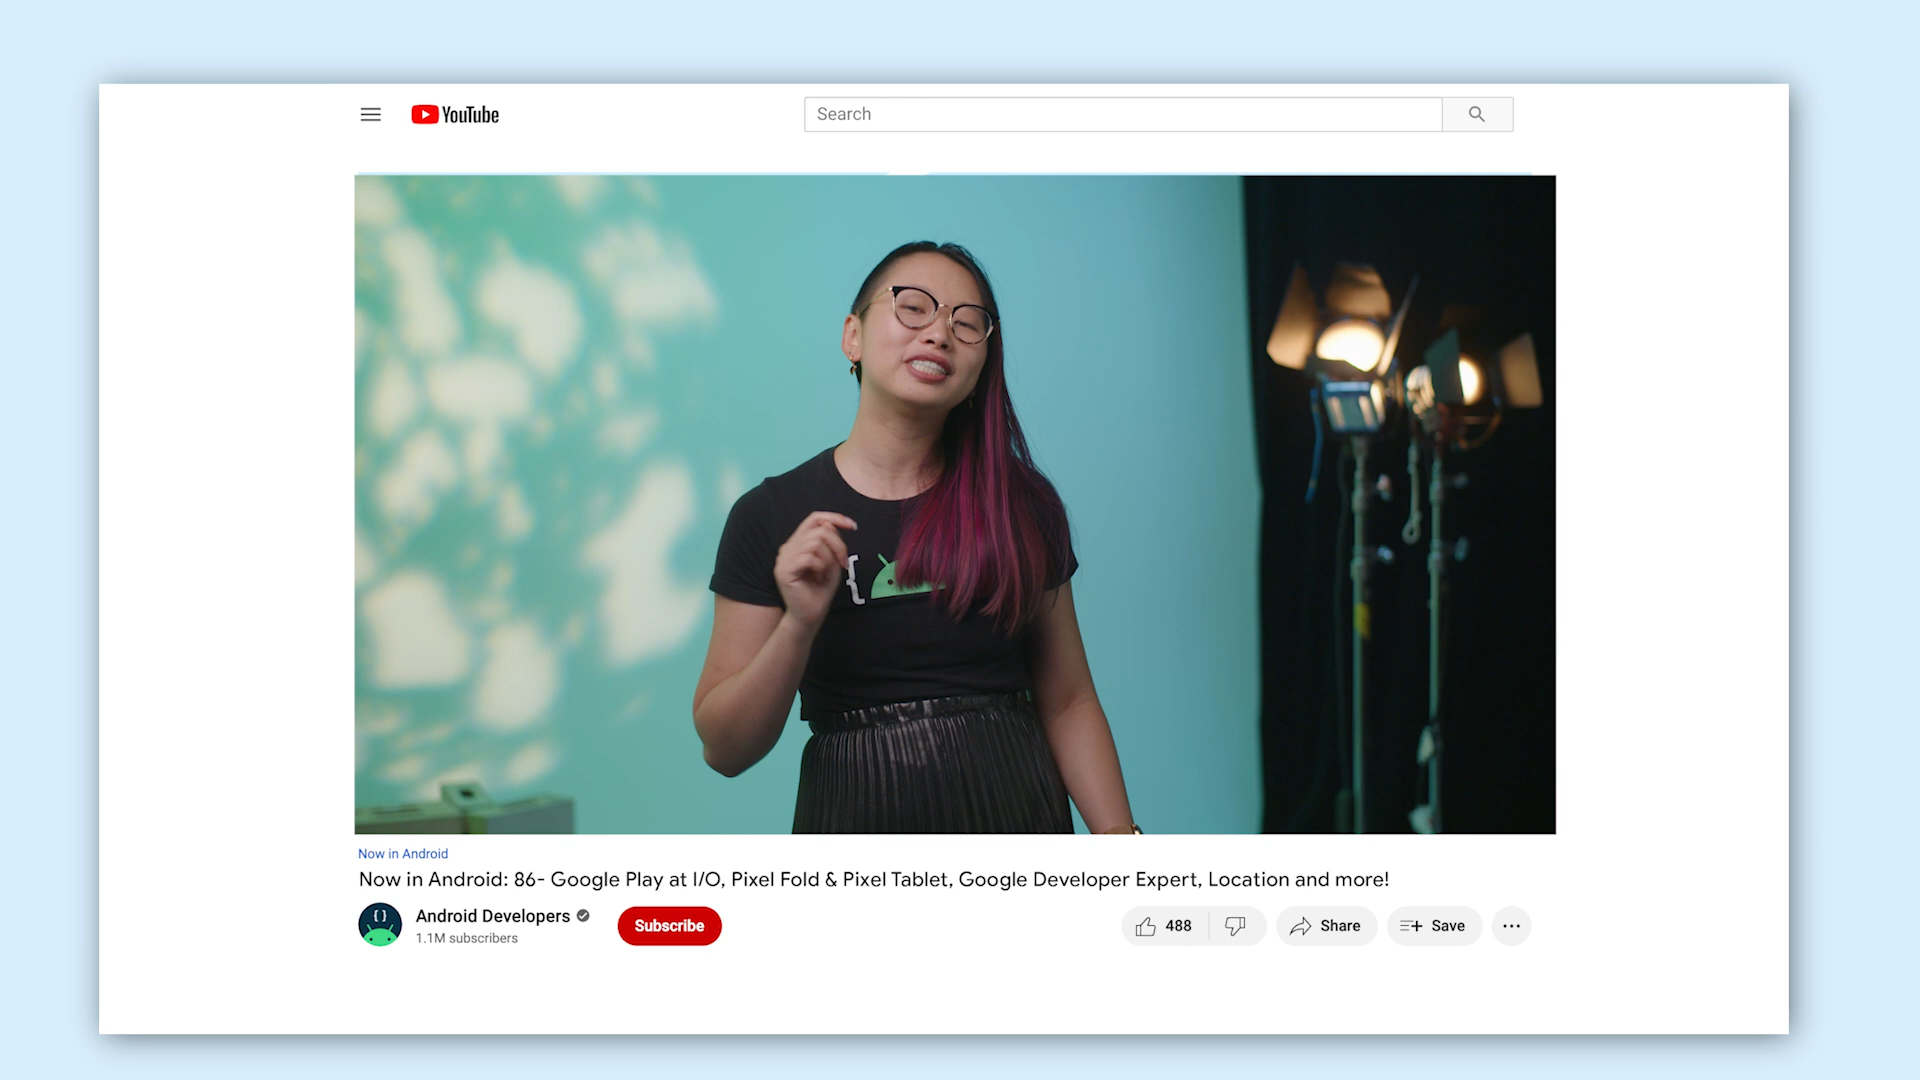 YouTube
Search
{
Now in Android
Now in Android: 86- Google Play at I/O, Pixel Fold & Pixel Tablet, Google Developer Expert, Location and more!
{ }
Android Developers
1.1M subscribers
Subscribe
488
Share
Save